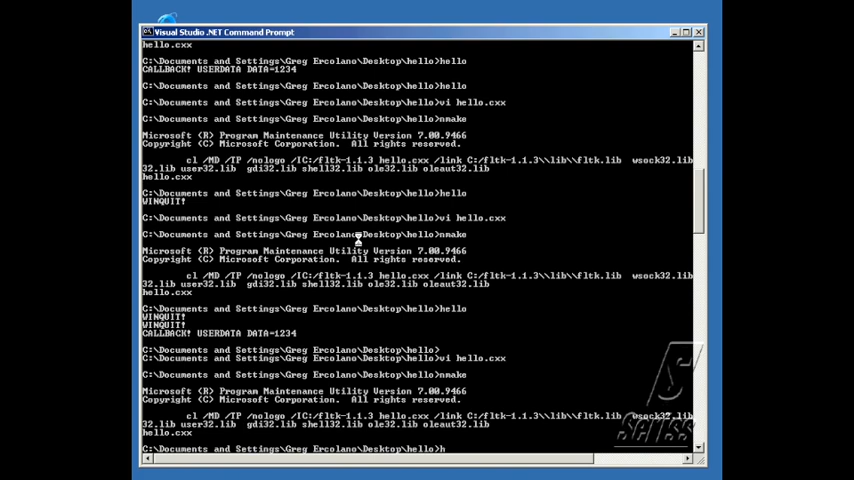 Visual Studio .NET Command Prompt
hello.cxx
C:\Documents and Settings\Greg Ercolano\Desktop\hello>hello
CALLBACK! USERDATA DATA=1234
C:\Documents and Settings\Greg Ercolano\Desktop\hello>hello
C:\Documents and Settings\Greg Ercolano\Desktop\hello>vi hello.cxx
C:\Documents and Settings\Greg Ercolano\Desktop\hello>nmake
Microsoft (R) Program Maintenance Utility Version 7.00.9466
Copyright (C) Microsoft Corporation. All rights reserved.
cl /MD /TP /nologo /IC:/fltk-1.1.3 hello.cxx /link C:/fltk-1.1.3\\lib\\fltk.lib wsock32.lib
32.lib user32.lib gdi32.lib shell32.lib ole32.lib oleaut32.lib
hello.cxx
C:\Documents and Settings\Greg Ercolano\Desktop\hello>hello
WINQUIT!
C:\Documents and Settings\Greg Ercolano\Desktop\hello>vi hello.cxx
C:\Documents and Settings\Greg Ercolano\Desktop\hello>nmake
Microsoft (R) Program Maintenance Utility Version 7.00.9466
Copyright (C) Microsoft Corporation. All rights reserved.
cl /MD /TP /nologo /IC:/fltk-1.1.3 hello.cxx /link C:/fltk-1.1.3\\lib\\fltk.lib wsock32.lib
32.lib user32.lib gdi32.lib shell32.lib ole32.lib oleaut32.lib
hello.cxx
C:\Documents and Settings\Greg Ercolano\Desktop\hello>hello
WINQUIT!
WINQUIT!
CALLBACK! USERDATA DATA=1234
C:\Documents and Settings\Greg Ercolano\Desktop\hello>
C:\Documents and Settings\Greg Ercolano\Desktop\hello>vi hello.cxx
C:\Documents and Settings\Greg Ercolano\Desktop\hello>nmake
Microsoft (R) Program Maintenance Utility Version 7.00.9466
Copyright (C) Microsoft Corporation. All rights reserved.
cl /MD /TP /nologo /IC:/fltk-1.1.3 hello.cxx /link C:/fltk-1.1.3\\lib\\fltk.lib wsock32.lib
32.lib user32.lib gdi32.lib shell32.lib ole32.lib oleaut32.lib
hello.cxx
C:\Documents and Settings\Greg Ercolano\Desktop\hello>h